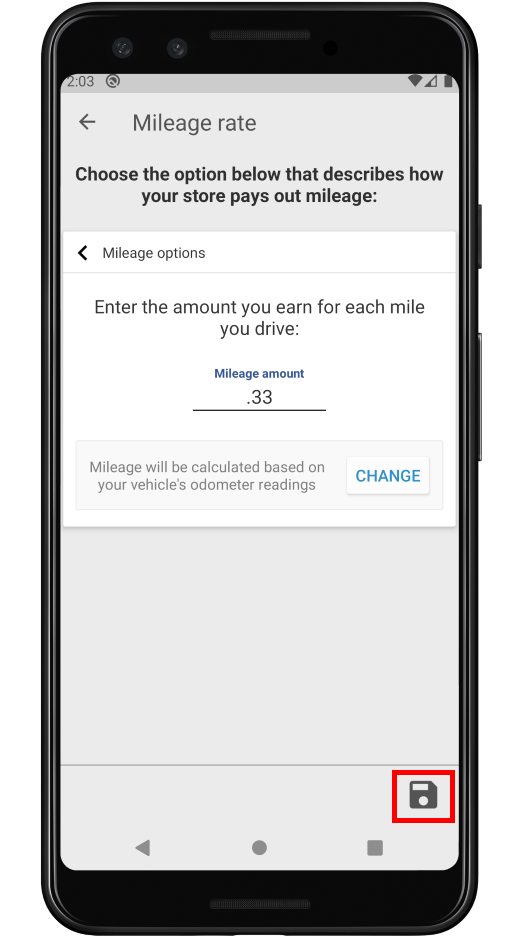 2:03
Mileage rate
Choose the option below that describes how
your store pays out mileage:
Mileage options
Enter the amount you earn for each mile
you drive:
Mileage amount
.33
Mileage will be calculated based on
your vehicle's odometer readings
CHANGE